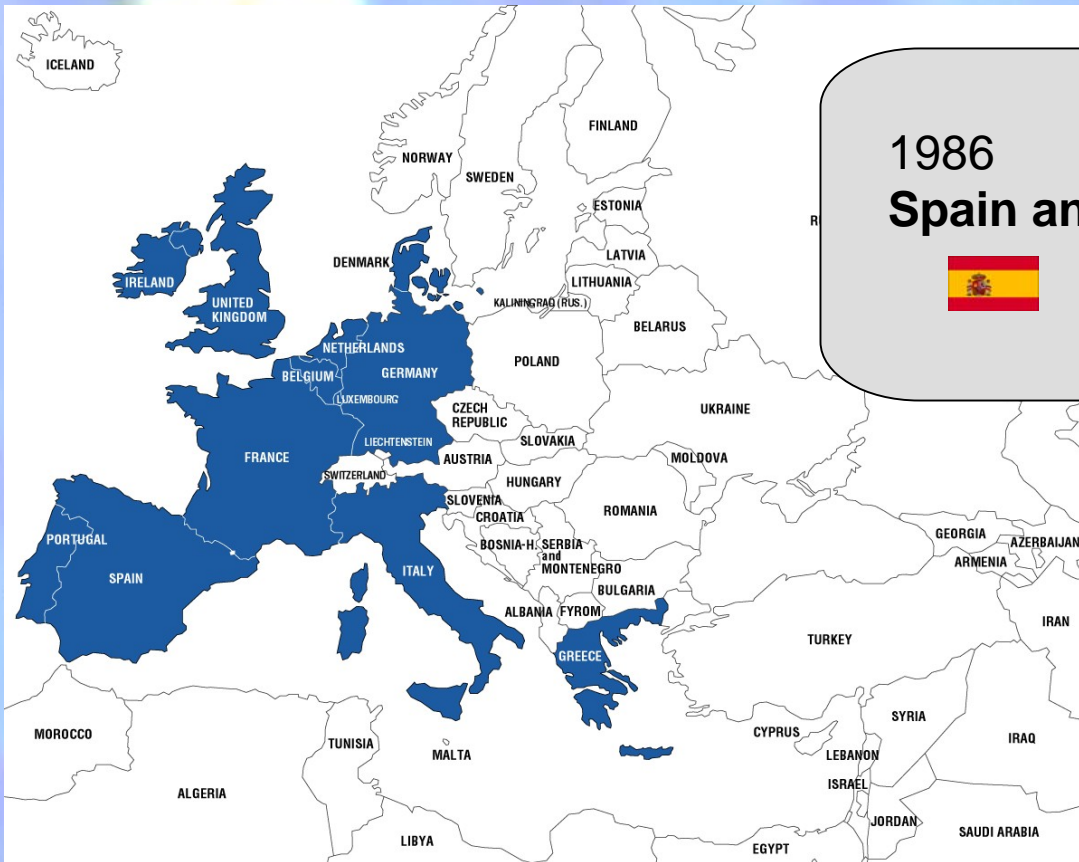 ICELAND
FINLAND
NORWAY
SWEDEN
1986
Spain an
ESTONIA
R
LATVIA
DENMARK
LITHUANIA
IRELAND
KALININGRAD (RUS.)
UNITED
KINGDOM
BELARUS
NETHERLANDS
POLAND
BELGIUM
GERMANY
LUXEMBOURG
CZECH
REPUBLIC
UKRAINE
LIECHTENSTEIN
SLOVAKIA
FRANCE
AUSTRIA
MOLDOVA
SWITZERLAND
HUNGARY
SLOVENIA
ROMANIA
CROATIA
PORTUGAL
BOSNIA-H.
SERBIA
and
MONTENEGRO
GEORGIA
AZERBAIJAN
ARMENIA
SPAIN
ITALY
BULGARIA
ALBANIA
FYROM
IRAN
TURKEY
GREECE
SYRIA
MOROCCO
CYPRUS
TUNISIA
MALTA
IRAQ
LEBANON
ISRAEL
ALGERIA
JORDAN
SAUDI ARABIA
LIBYA
EGYPT